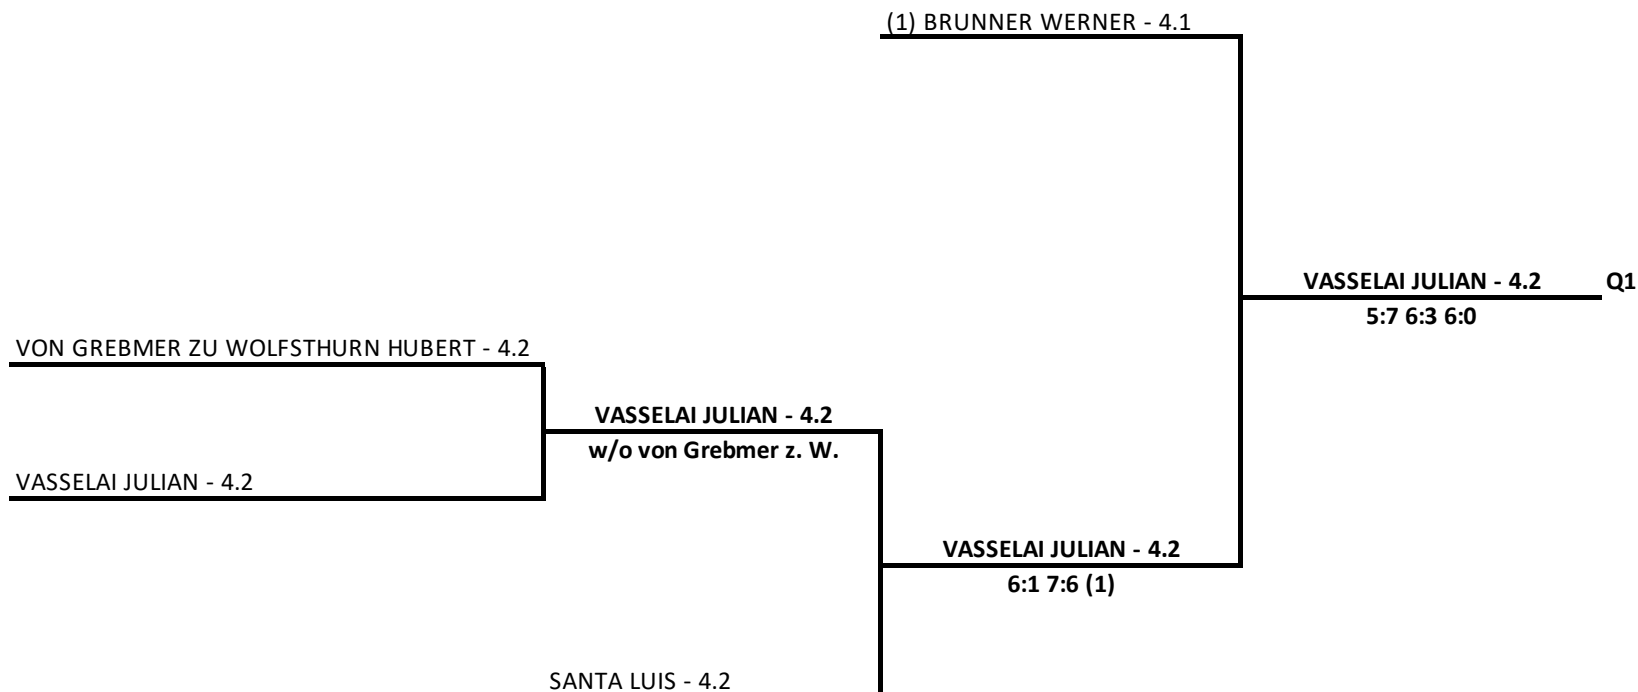 (1) BRUNNER WERNER - 4.1
VASSELAI JULIAN - 4.2 Q1
5:7 6:3 6:0
VON GREBMER ZU WOLFSTHURN HUBERT - 4.2
VASSELAI JULIAN - 4.2
w/o von Grebmer z. W.
VASSELAI JULIAN - 4.2
VASSELAI JULIAN - 4.2
6:1 7:6 (1)
SANTA LUIS - 4.2